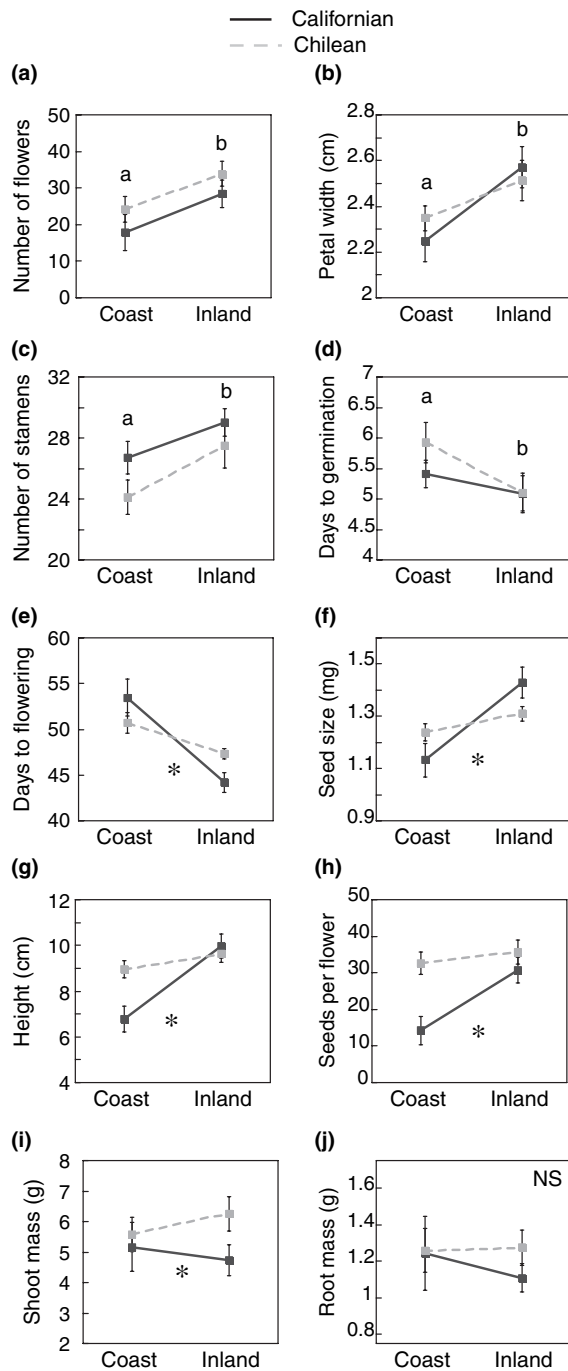 Californian
Chilean
(a)
Number of flowers
50
40
30
20
10
0
a
b
Coast Inland
(b)
Petal width (cm)
2.8
2.6
2.4
2.2
2
a
b
Coast Inland
(c)
Number of stamens
32
28
24
20
a
b
Coast Inland
(d)
Days to germination
7
6.5
6
5.5
5
4.5
4
a
b
Coast Inland
(e)
Days to flowering
60
55
50
45
40
*
Coast Inland
(f)
Seed size (mg)
1.5
1.3
1.1
0.9
*
Coast Inland
(g)
Height (cm)
12
10
8
6
4
*
Coast Inland
(h)
Seeds per flower
50
40
30
20
10
0
*
Coast Inland
(i)
Shoot mass (g)
8
7
6
5
4
3
2
*
Coast Inland
(j)
Root mass (g)
1.6
1.4
1.2
1
0.8
NS
Coast Inland